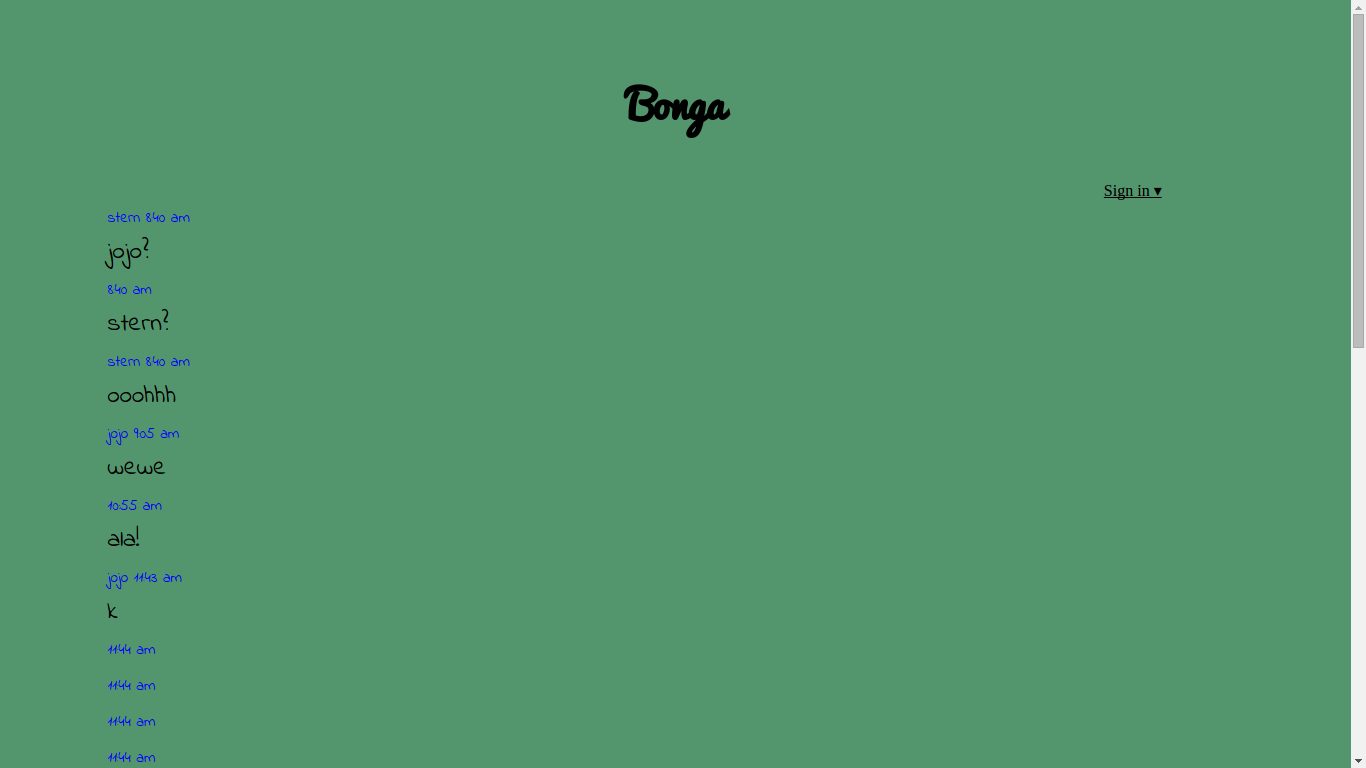 Bonga
Sign in ▾
stern 8:40 am
jojo?
8:40 am
stern?
stern 8:40 am
ooohhh
jojo 9:05 am
wewe
10:55 am
ala!
jojo 11:43 am
k
11:44 am
11:44 am
11:44 am
11:44 am